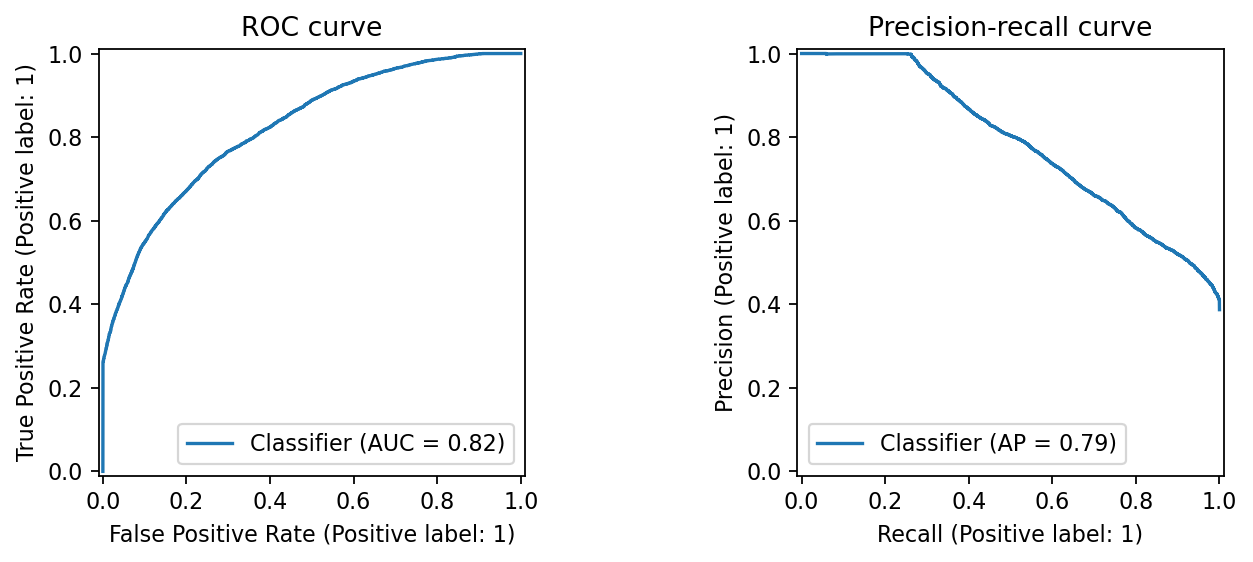 ROC curve
True Positive Rate (Positive label: 1)
1.0
0.8
0.6
0.4
0.2
0.0
Classifier (AUC = 0.82)
0.0 0.2 0.4 0.6 0.8 1.0
False Positive Rate (Positive label: 1)
Precision-recall curve
Precision (Positive label: 1)
1.0
0.8
0.6
0.4
0.2
0.0
Classifier (AP = 0.79)
0.0 0.2 0.4 0.6 0.8 1.0
Recall (Positive label: 1)